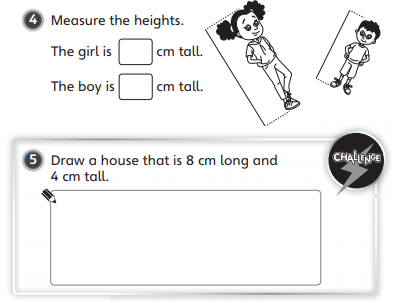 4 Measure the heights.
The girl is cm tall.
The boy is cm tall.
CHALLENGE
5 Draw a house that is 8 cm long and
4 cm tall.